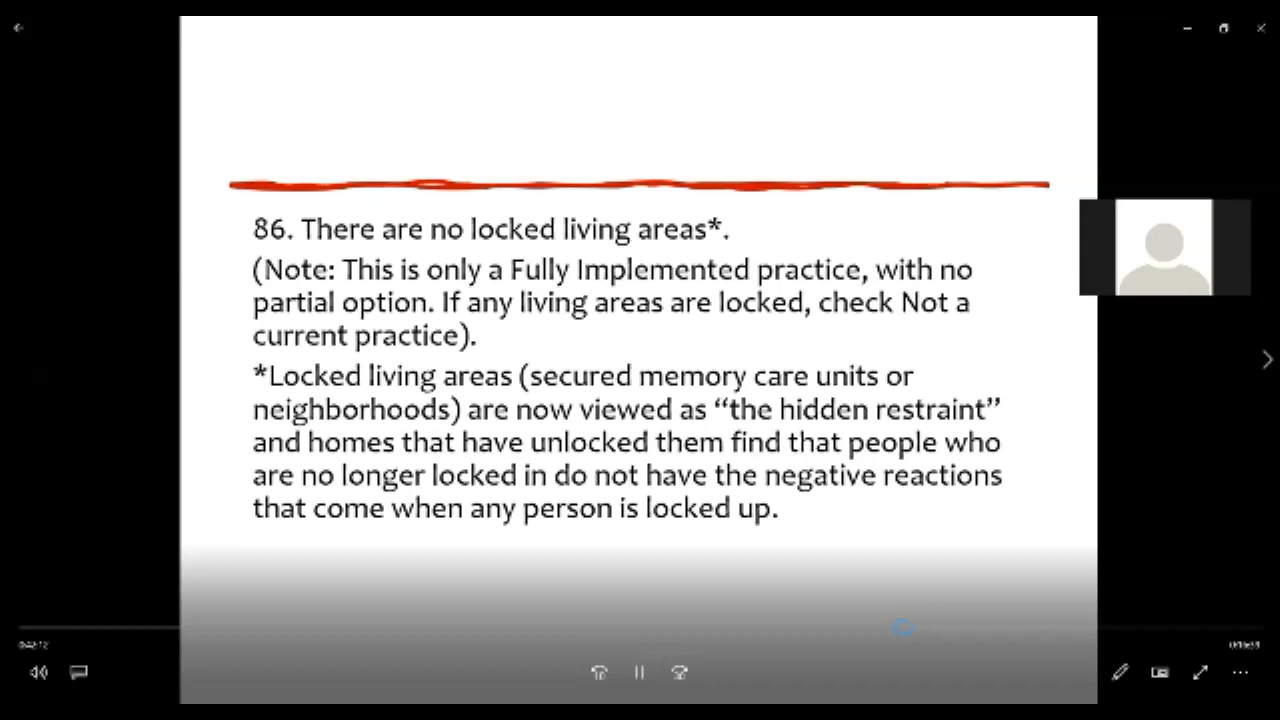 86. There are no locked living areas*.
(Note: This is only a Fully Implemented practice, with no
partial option. If any living areas are locked, check Not a
current practice).
*Locked living areas (secured memory care units or
neighborhoods) are now viewed as “the hidden restraint”
and homes that have unlocked them find that people who
are no longer locked in do not have the negative reactions
that come when any person is locked up.